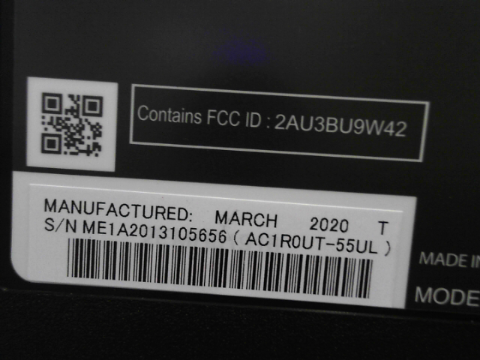 Contains FCC ID : 2AU3BU9W42
MANUFACTURED: MARCH 2020 T
S/N ME1A2013105656 ( AC1R0UT-55UL )
MADE IN
MODE